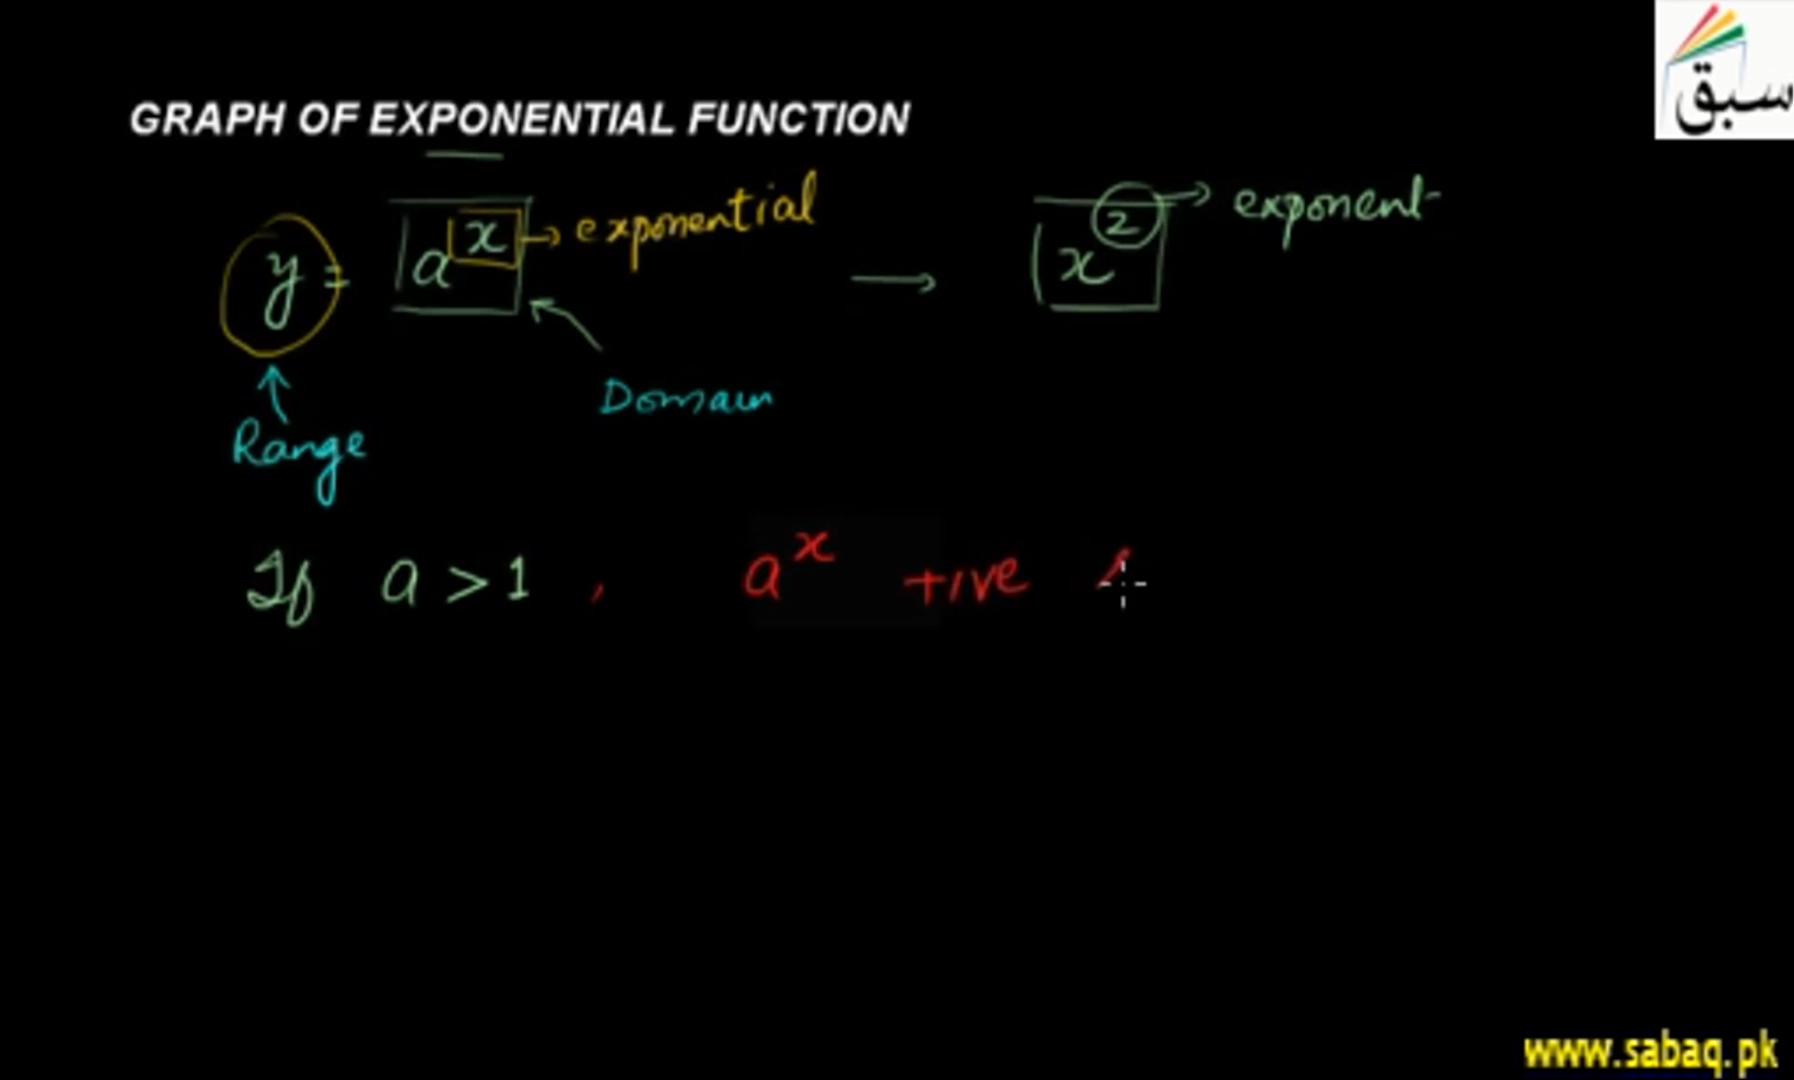 سبق
GRAPH OF EXPONENTIAL FUNCTION
y = a^x → exponential → x^2 → exponent
Domain
Range
If a > 1 , a^x +ive
www.sabaq.pk